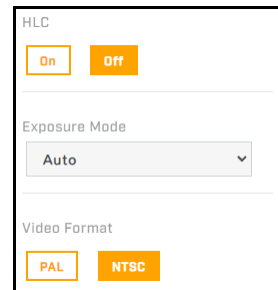 HLC
On Off
Exposure Mode
Auto
Video Format
PAL NTSC